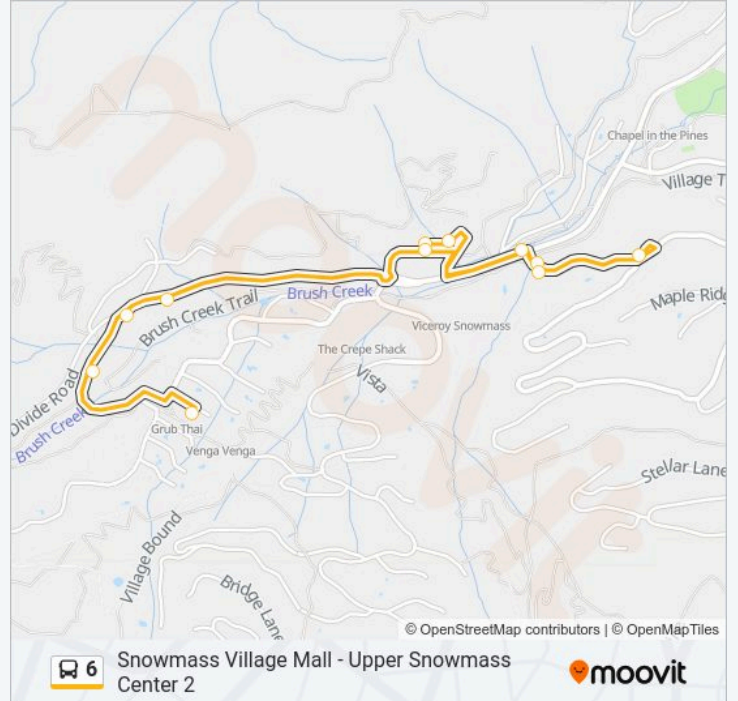 Chapel in the Pines
Village T
Maple Ridg
Brush Creek
Brush Creek Trail
Viceroy Snowmass
The Crepe Shack
Vista
Divide Road
Brush Creek
Grub Thai
Venga Venga
Stellar Lane
Village Bound
Bridge Lane
moovit
© OpenStreetMap contributors | © OpenMapTiles
6
Snowmass Village Mall - Upper Snowmass
Center 2
moovit